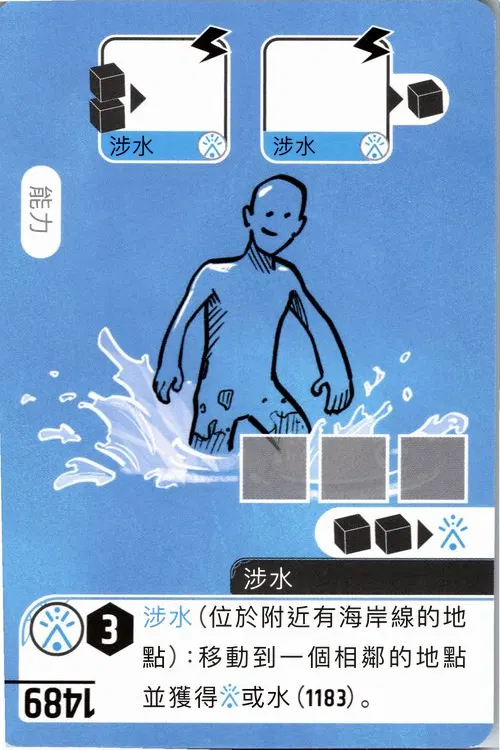 涉水
涉水
能力
涉水
3
涉水（位於附近有海岸線的地
點）：移動到一個相鄰的地點
並獲得或水（1183）。
1489